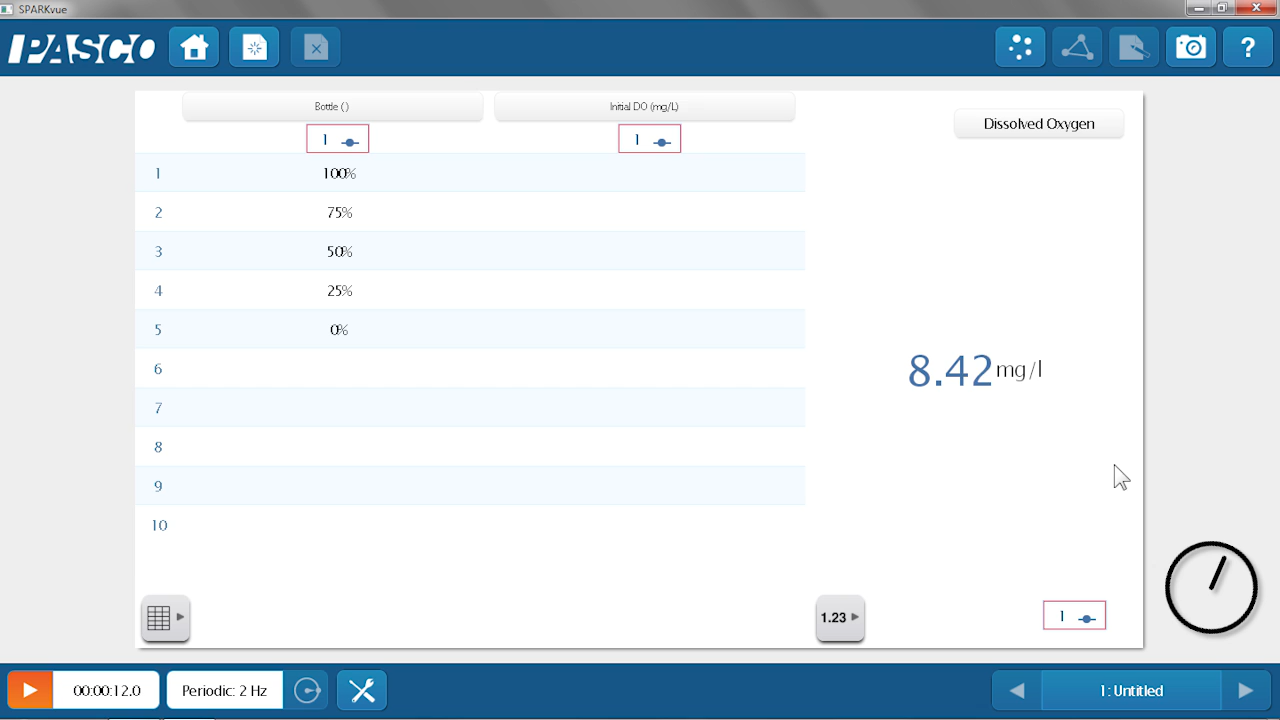 SPARKvue
PASCO
?
Bottle ( )
Initial DO (mg/L)
Dissolved Oxygen
1
1
1 100%
2 75%
3 50%
4 25%
5 0%
6
7
8
9
10
8.42 mg/l
1.23
1
00:00:12.0
Periodic: 2 Hz
1: Untitled